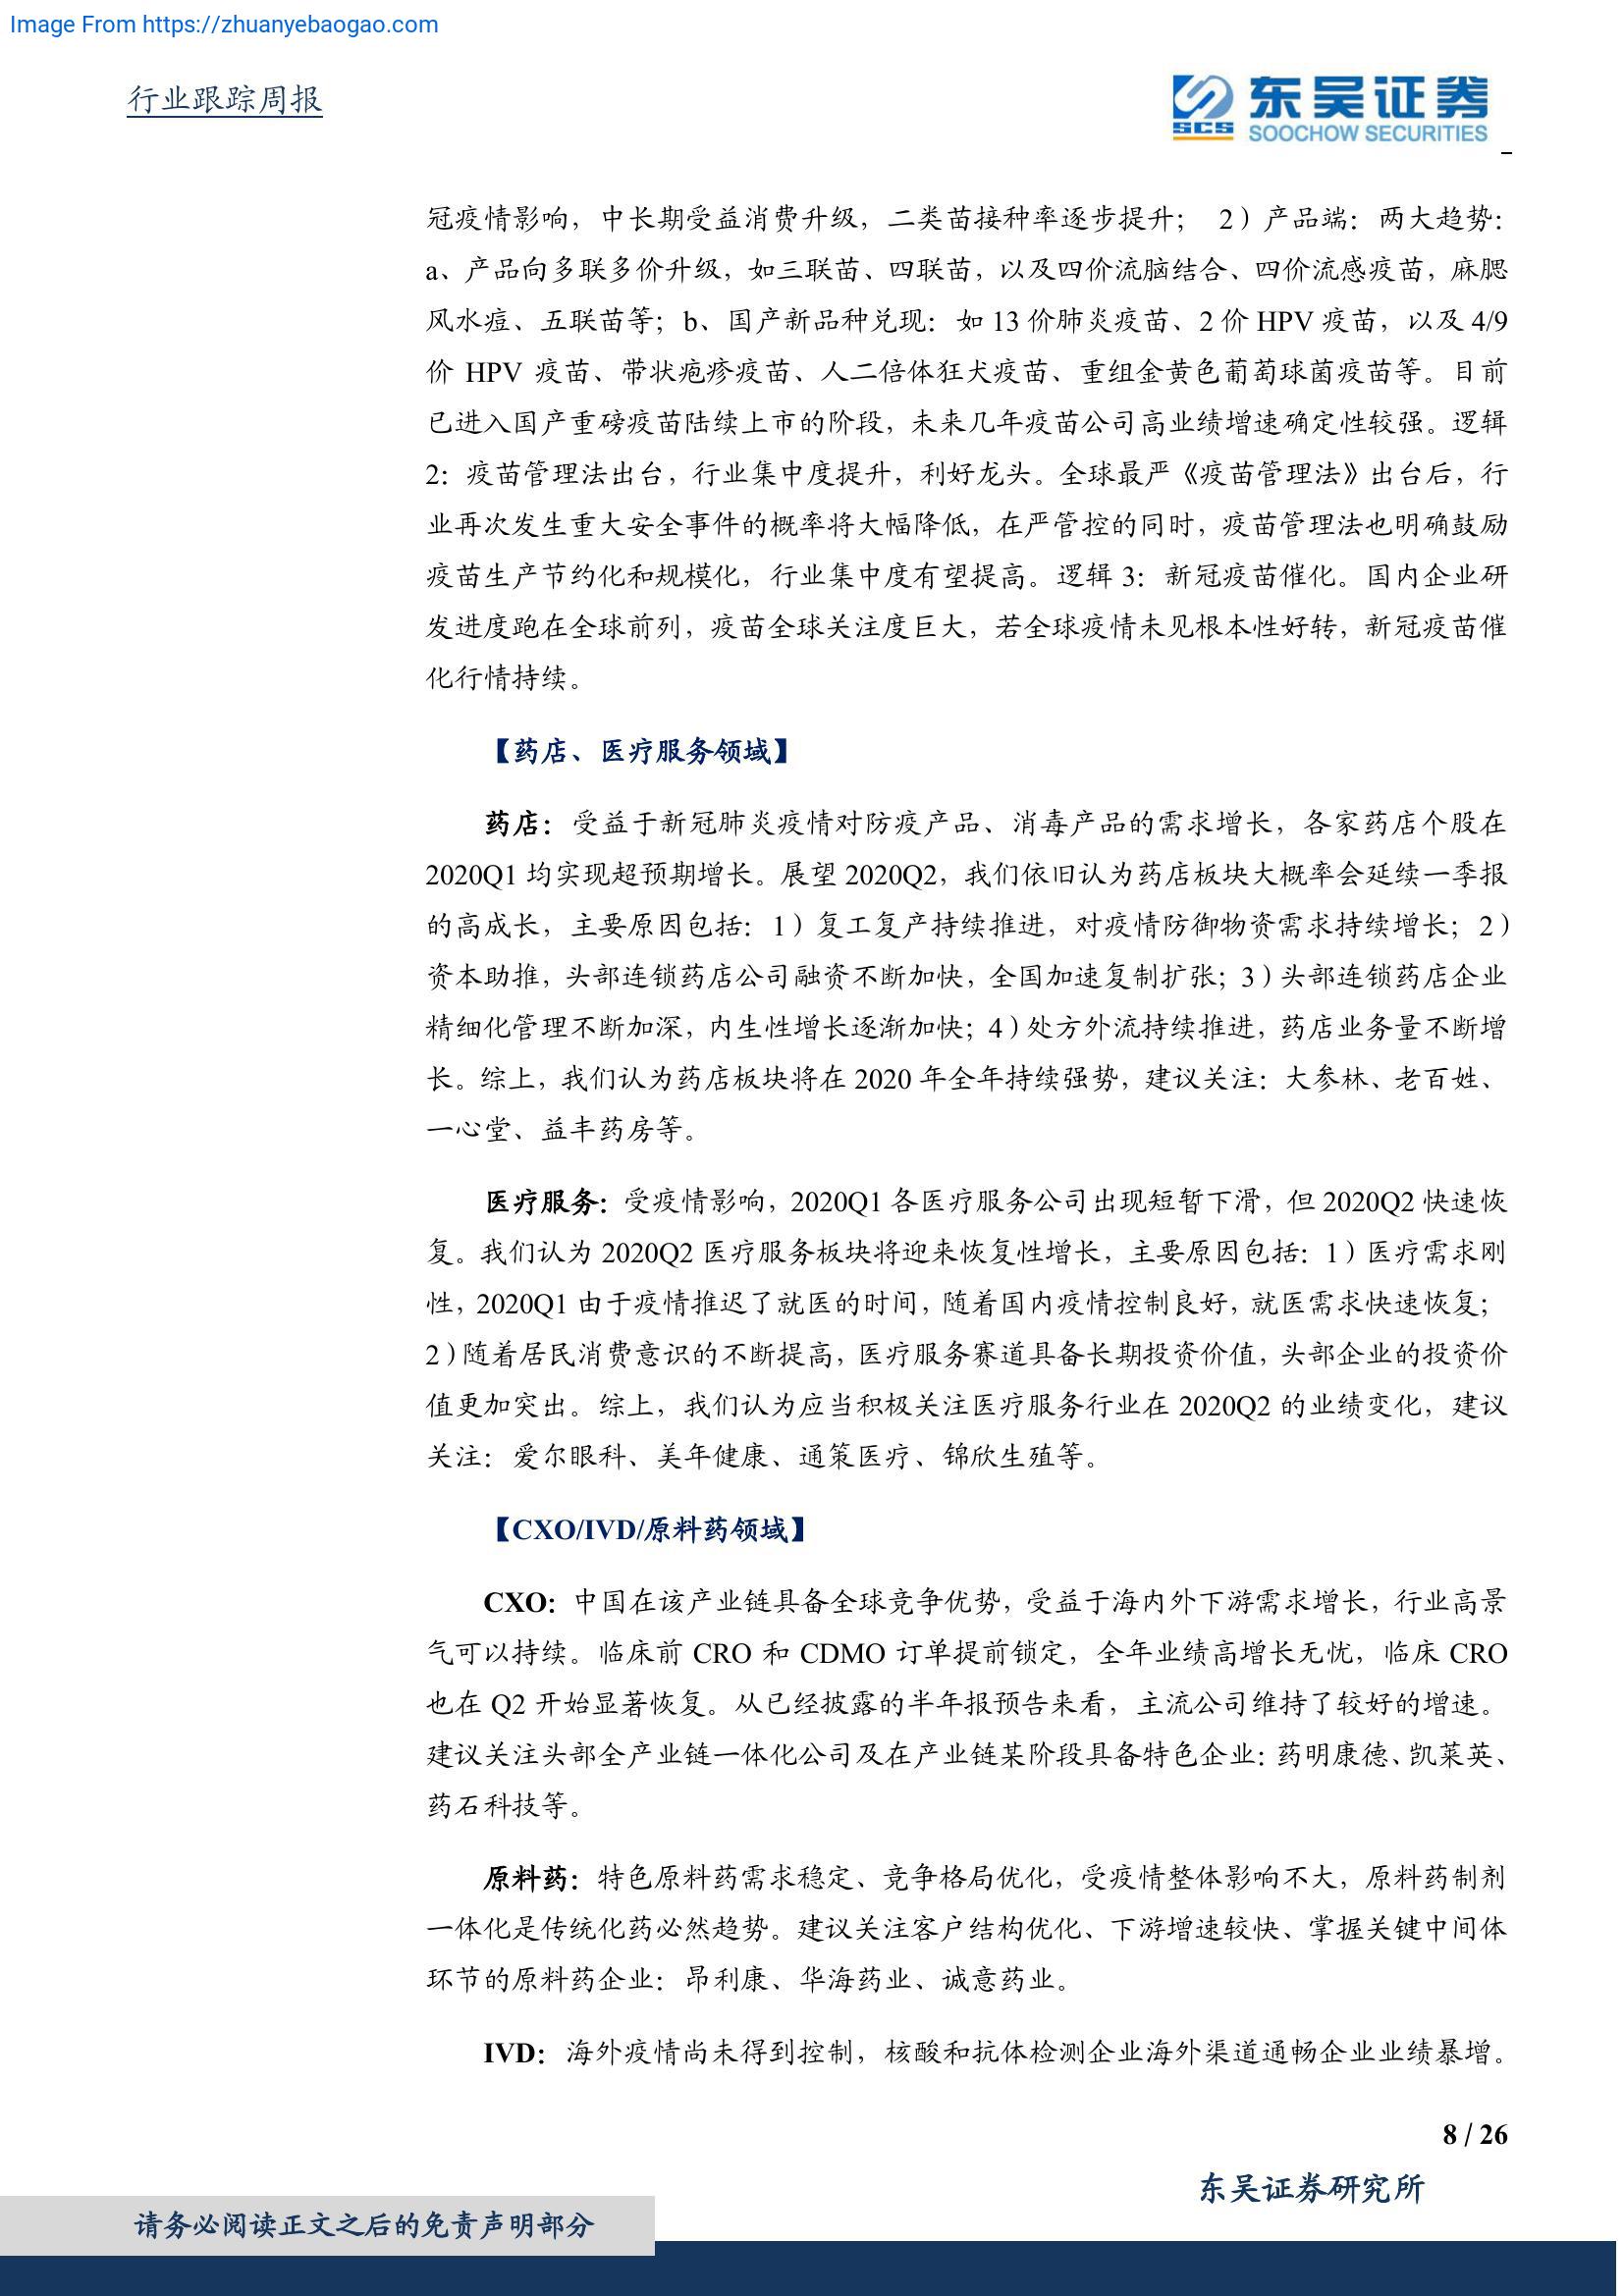 Image From https://zhuanyebaogao.com
行业跟踪周报
东吴证券
SCS
SOOCHOW SECURITIES
冠疫情影响，中长期受益消费升级，二类苗接种率逐步提升； 2）产品端：两大趋势：
a、产品向多联多价升级，如三联苗、四联苗，以及四价流脑结合、四价流感疫苗，麻腮
风水痘、五联苗等；b、国产新品种兑现：如 13 价肺炎疫苗、2 价 HPV 疫苗，以及 4/9
价 HPV 疫苗、带状疱疹疫苗、人二倍体狂犬疫苗、重组金黄色葡萄球菌疫苗等。目前
已进入国产重磅疫苗陆续上市的阶段，未来几年疫苗公司高业绩增速确定性较强。逻辑
2：疫苗管理法出台，行业集中度提升，利好龙头。全球最严《疫苗管理法》出台后，行
业再次发生重大安全事件的概率将大幅降低，在严管控的同时，疫苗管理法也明确鼓励
疫苗生产节约化和规模化，行业集中度有望提高。逻辑 3：新冠疫苗催化。国内企业研
发进度跑在全球前列，疫苗全球关注度巨大，若全球疫情未见根本性好转，新冠疫苗催
化行情持续。
【药店、医疗服务领域】
药店：受益于新冠肺炎疫情对防疫产品、消毒产品的需求增长，各家药店个股在
2020Q1 均实现超预期增长。展望 2020Q2，我们依旧认为药店板块大概率会延续一季报
的高成长，主要原因包括：1）复工复产持续推进，对疫情防御物资需求持续增长；2）
资本助推，头部连锁药店公司融资不断加快，全国加速复制扩张；3）头部连锁药店企业
精细化管理不断加深，内生性增长逐渐加快；4）处方外流持续推进，药店业务量不断增
长。综上，我们认为药店板块将在 2020 年全年持续强势，建议关注：大参林、老百姓、
一心堂、益丰药房等。
医疗服务：受疫情影响，2020Q1 各医疗服务公司出现短暂下滑，但 2020Q2 快速恢
复。我们认为 2020Q2 医疗服务板块将迎来恢复性增长，主要原因包括：1）医疗需求刚
性，2020Q1 由于疫情推迟了就医的时间，随着国内疫情控制良好，就医需求快速恢复；
2）随着居民消费意识的不断提高，医疗服务赛道具备长期投资价值，头部企业的投资价
值更加突出。综上，我们认为应当积极关注医疗服务行业在 2020Q2 的业绩变化，建议
关注：爱尔眼科、美年健康、通策医疗、锦欣生殖等。
【CXO/IVD/原料药领域】
CXO：中国在该产业链具备全球竞争优势，受益于海内外下游需求增长，行业高景
气可以持续。临床前 CRO 和 CDMO 订单提前锁定，全年业绩高增长无忧，临床 CRO
也在 Q2 开始显著恢复。从已经披露的半年报预告来看，主流公司维持了较好的增速。
建议关注头部全产业链一体化公司及在产业链某阶段具备特色企业：药明康德、凯莱英、
药石科技等。
原料药：特色原料药需求稳定、竞争格局优化，受疫情整体影响不大，原料药制剂
一体化是传统化药必然趋势。建议关注客户结构优化、下游增速较快、掌握关键中间体
环节的原料药企业：昂利康、华海药业、诚意药业。
IVD：海外疫情尚未得到控制，核酸和抗体检测企业海外渠道通畅企业业绩暴增。
8 / 26
东吴证券研究所
请务必阅读正文之后的免责声明部分